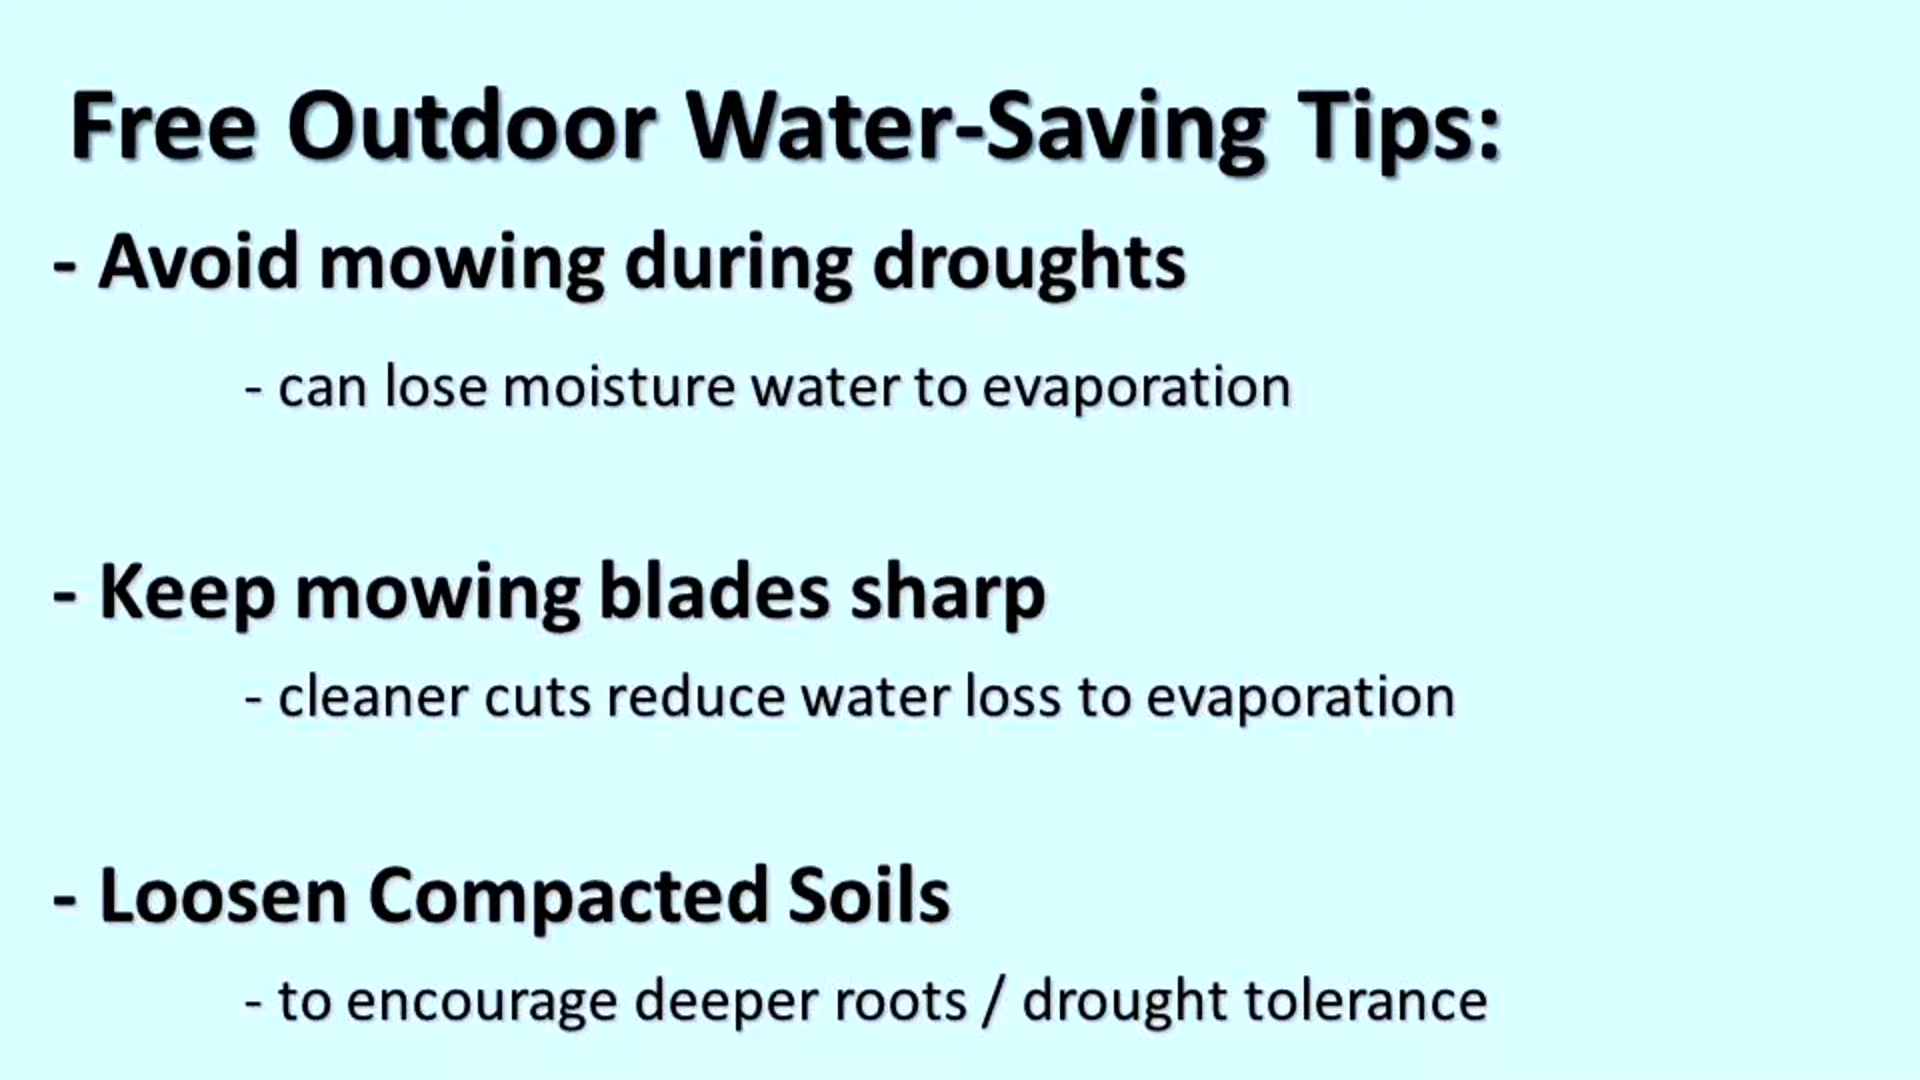 Free Outdoor Water-Saving Tips:
- Avoid mowing during droughts
- can lose moisture water to evaporation
- Keep mowing blades sharp
- cleaner cuts reduce water loss to evaporation
- Loosen Compacted Soils
- to encourage deeper roots / drought tolerance